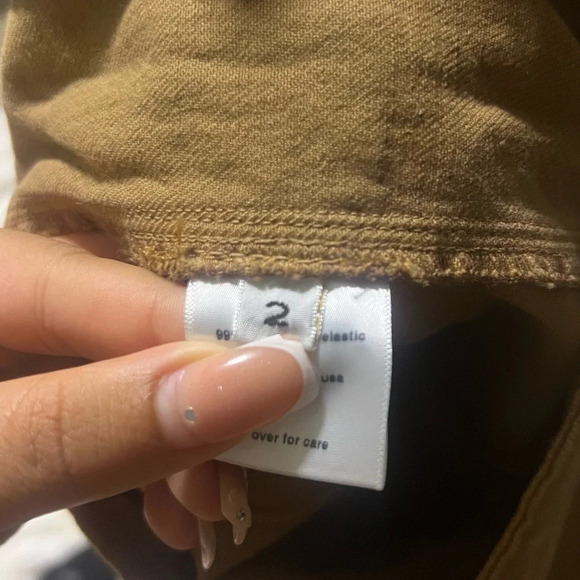 2
99
elastic
usa
over for care